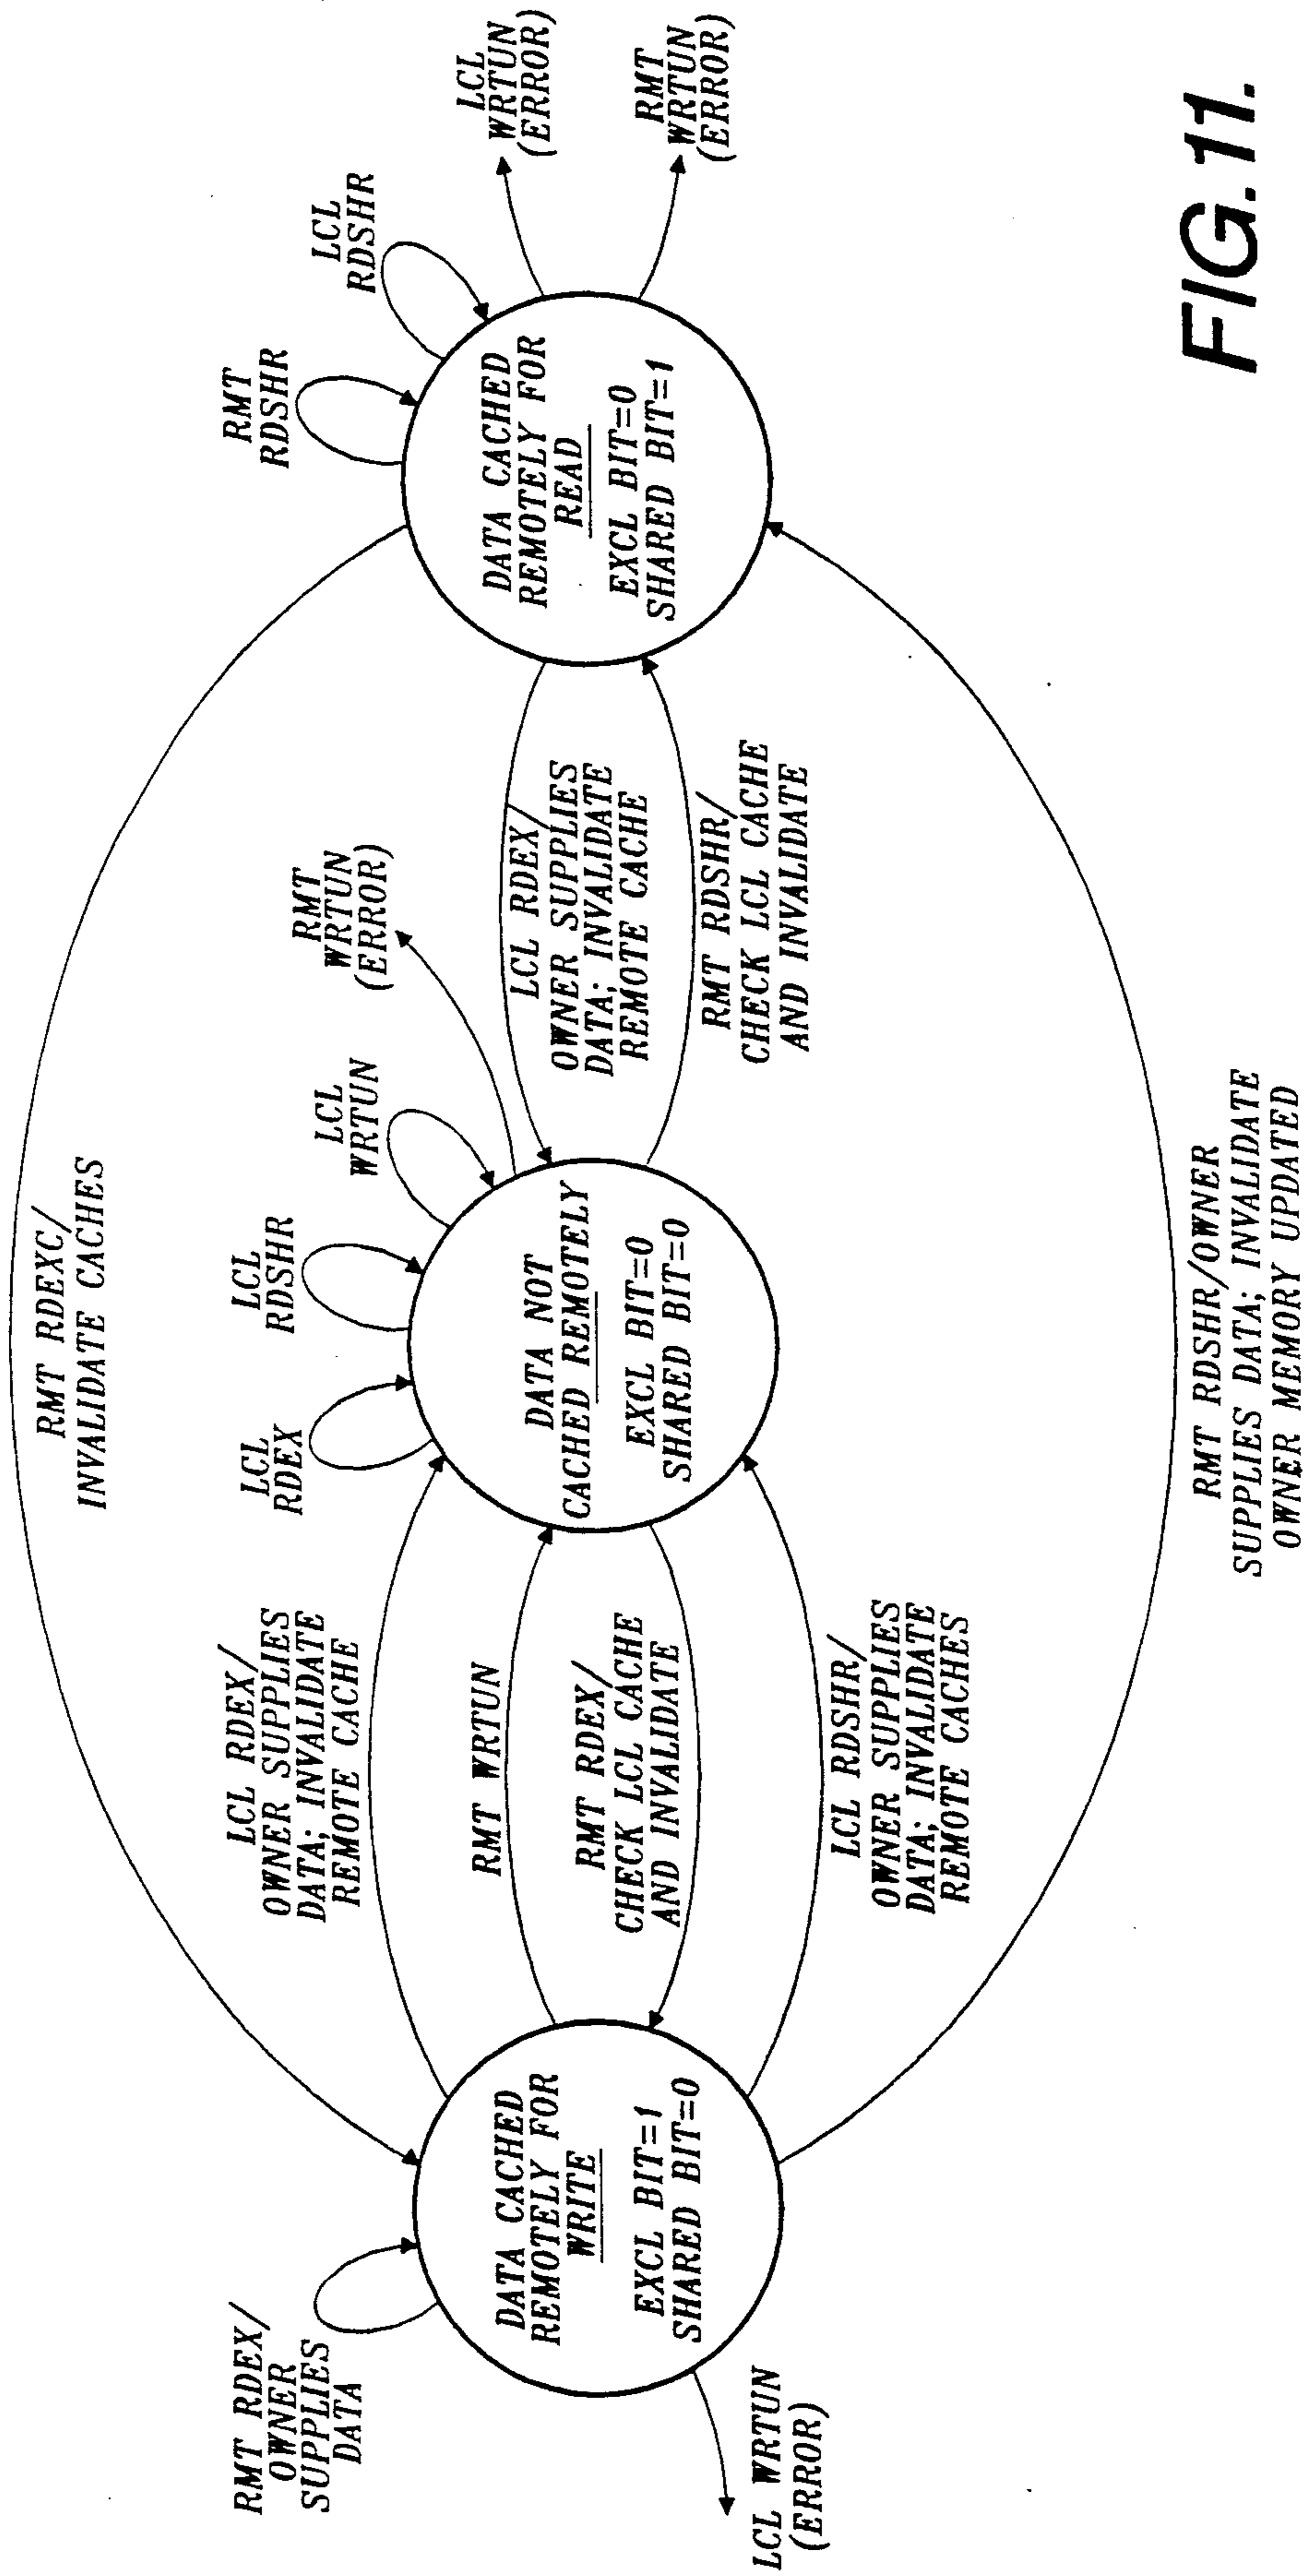 RMT RDEXC/
INVALIDATE CACHES
RMT RDEX/
OWNER
SUPPLIES
DATA
LCL RDEX/
OWNER SUPPLIES
DATA; INVALIDATE
REMOTE CACHE
LCL
RDEX
LCL
RDSHR
LCL
WRTUN
RMT
WRTUN
(ERROR)
RMT
RDSHR
LCL
RDSHR
LCL
WRTUN
(ERROR)
RMT
WRTUN
(ERROR)
DATA CACHED
REMOTELY FOR
WRITE
EXCL BIT=1
SHARED BIT=0
RMT WRTUN
RMT RDEX/
CHECK LCL CACHE
AND INVALIDATE
DATA NOT
CACHED REMOTELY
EXCL BIT=0
SHARED BIT=0
LCL RDEX/
OWNER SUPPLIES
DATA; INVALIDATE
REMOTE CACHE
RMT RDSHR/
CHECK LCL CACHE
AND INVALIDATE
DATA CACHED
REMOTELY FOR
READ
EXCL BIT=0
SHARED BIT=1
LCL WRTUN
(ERROR)
LCL RDSHR/
OWNER SUPPLIES
DATA; INVALIDATE
REMOTE CACHES
RMT RDSHR/OWNER
SUPPLIES DATA; INVALIDATE
OWNER MEMORY UPDATED
FIG.11.